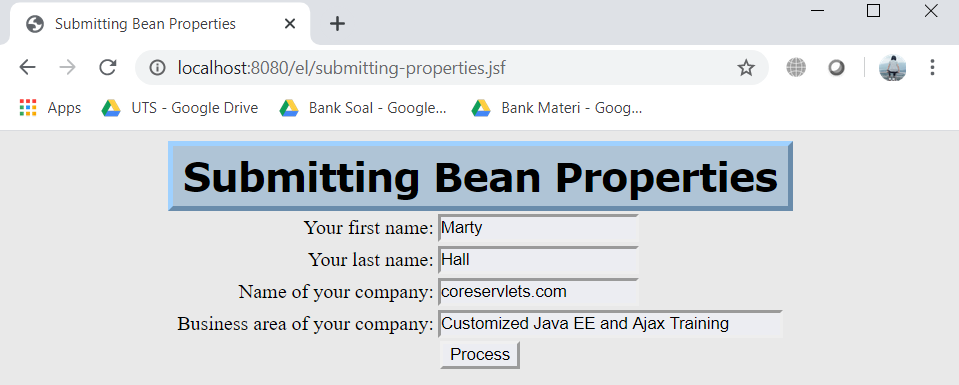 Submitting Bean Properties
localhost:8080/el/submitting-properties.jsf
Apps UTS - Google Drive Bank Soal - Google... Bank Materi - Goog...
Submitting Bean Properties
Your first name: Marty
Your last name: Hall
Name of your company: coreservlets.com
Business area of your company: Customized Java EE and Ajax Training
Process